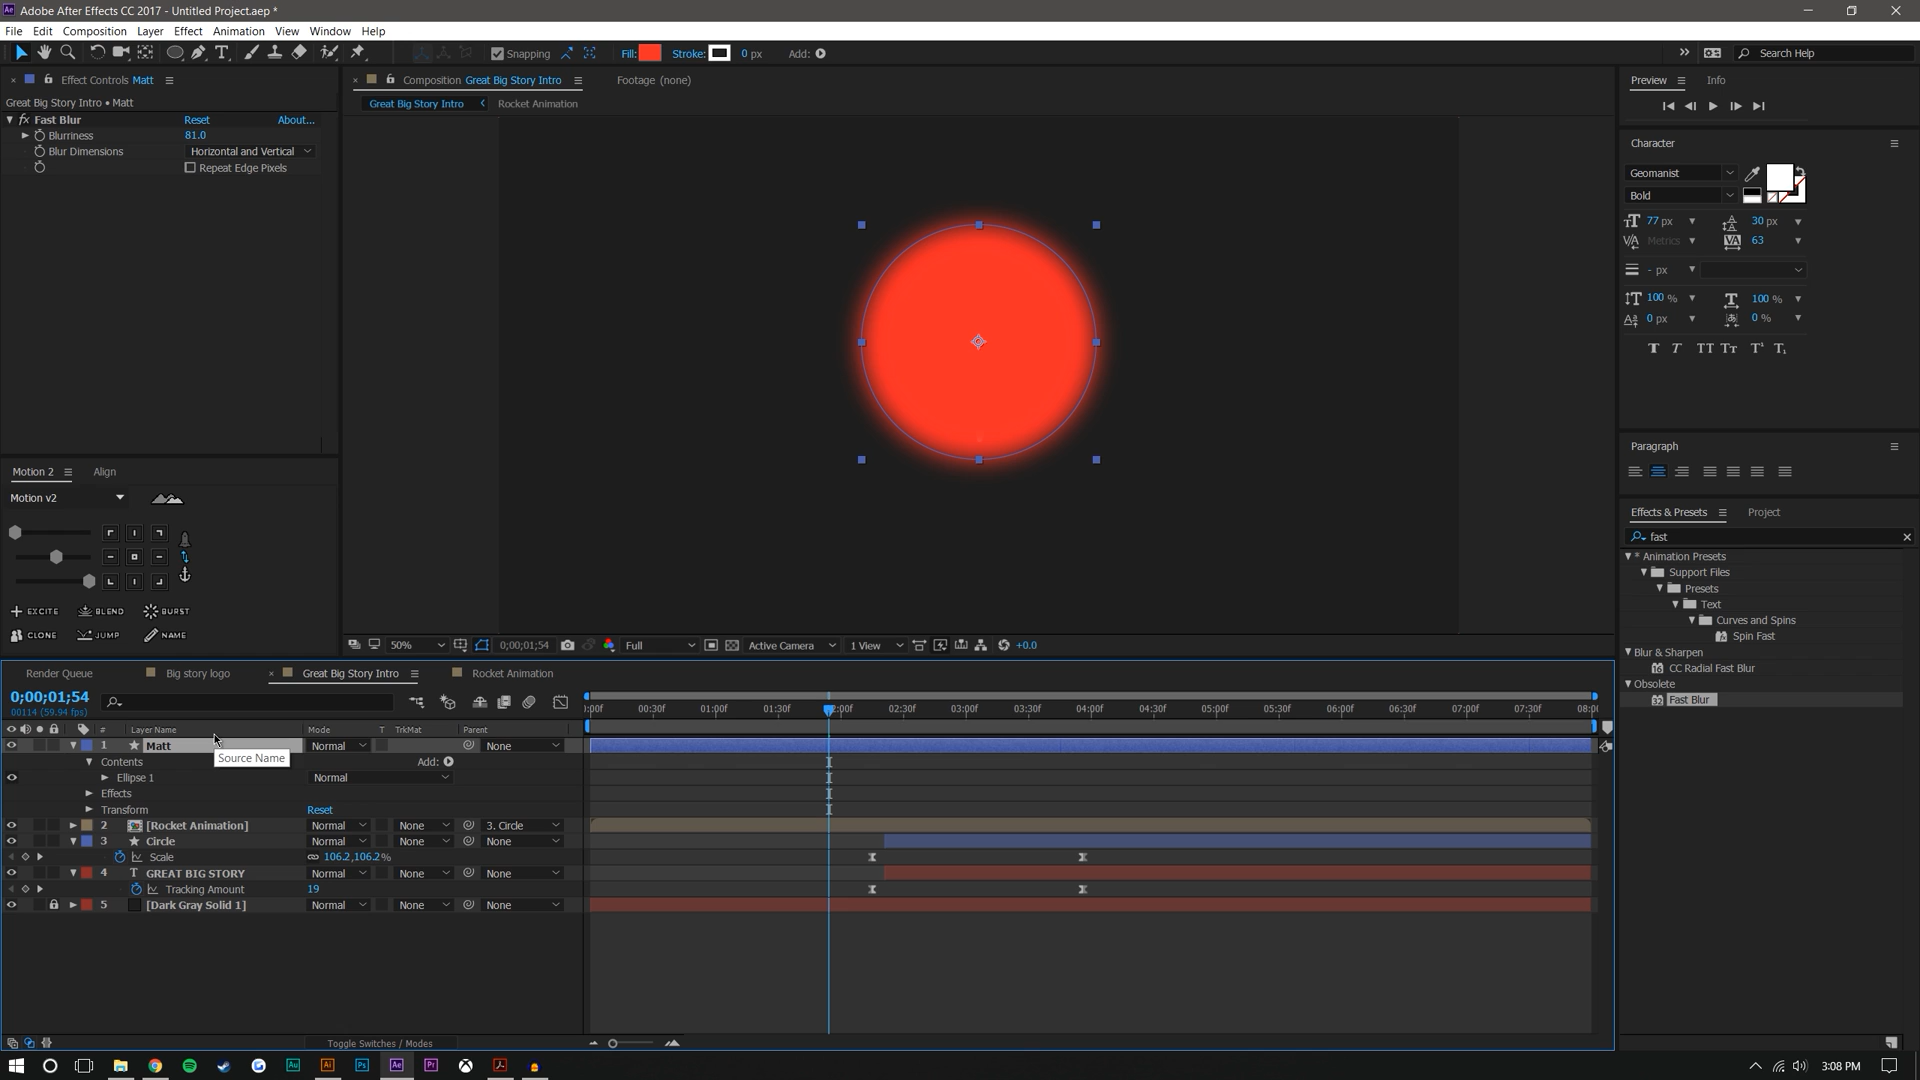 Adobe After Effects CC 2017 - Untitled Project.aep *
File Edit Composition Layer Effect Animation View Window Help
Snapping Fill: Stroke: 0 px Add: Search Help
Effect Controls Matt
Great Big Story Intro • Matt
fx Fast Blur Reset About...
Blurriness 81.0
Blur Dimensions Horizontal and Vertical
Repeat Edge Pixels
Composition Great Big Story Intro Footage (none)
Great Big Story Intro Rocket Animation
Preview Info
Character
Geomanist
Bold
77 px 30 px
Metrics 63
- px
100 % 100 %
0 px 0 %
T T TT Tt T¹ T₁
Paragraph
Motion 2 Align
Motion v2
EXCITE BLEND BURST
CLONE JUMP NAME
Effects & Presets Project
fast
* Animation Presets
Support Files
Presets
Text
Curves and Spins
Spin Fast
Blur & Sharpen
CC Radial Fast Blur
Obsolete
Fast Blur
50% 0;00;01;54 Full Active Camera 1 View +0.0
Render Queue Big story logo Great Big Story Intro Rocket Animation
0;00;01;54
00114 (59.94 fps)
):00f 00:30f 01:00f 01:30f 02:00f 02:30f 03:00f 03:30f 04:00f 04:30f 05:00f 05:30f 06:00f 06:30f 07:00f 07:30f 08:00f
# Layer Name Mode T TrkMat Parent
1 Matt Normal None
Source Name
Contents Add:
Ellipse 1 Normal
Effects
Transform Reset
2 [Rocket Animation] Normal None 3. Circle
3 Circle Normal None None
Scale 106.2,106.2%
4 T GREAT BIG STORY Normal None None
Tracking Amount 19
5 [Dark Gray Solid 1] Normal None None
Toggle Switches / Modes
Au Ai Ps Ae Pr 3:08 PM